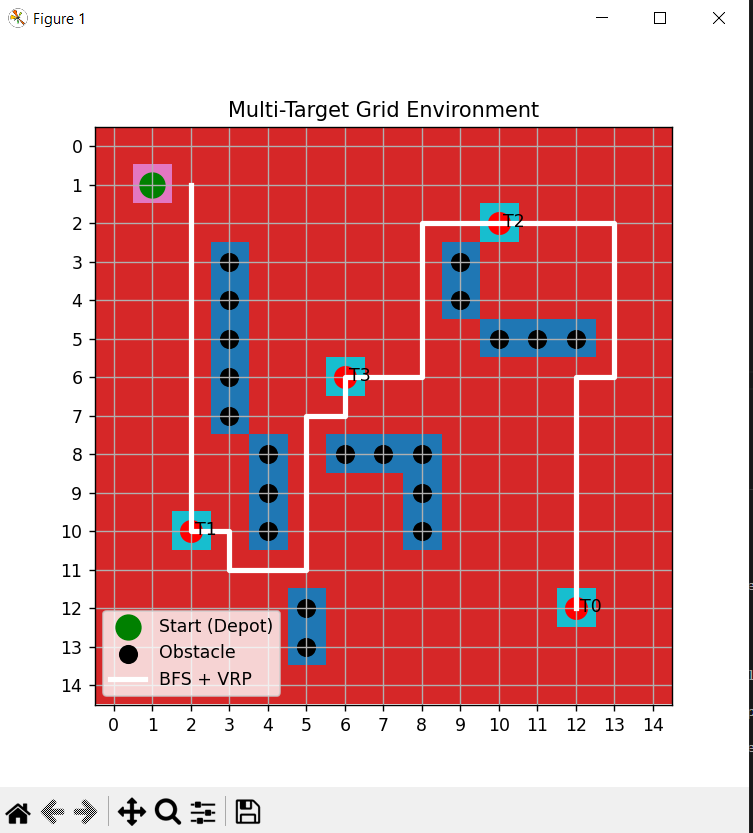 Figure 1
Multi-Target Grid Environment
0
1
2
3
4
5
6
7
8
9
10
11
12
13
14
T2
T3
T1
T0
Start (Depot)
Obstacle
BFS + VRP
0 1 2 3 4 5 6 7 8 9 10 11 12 13 14